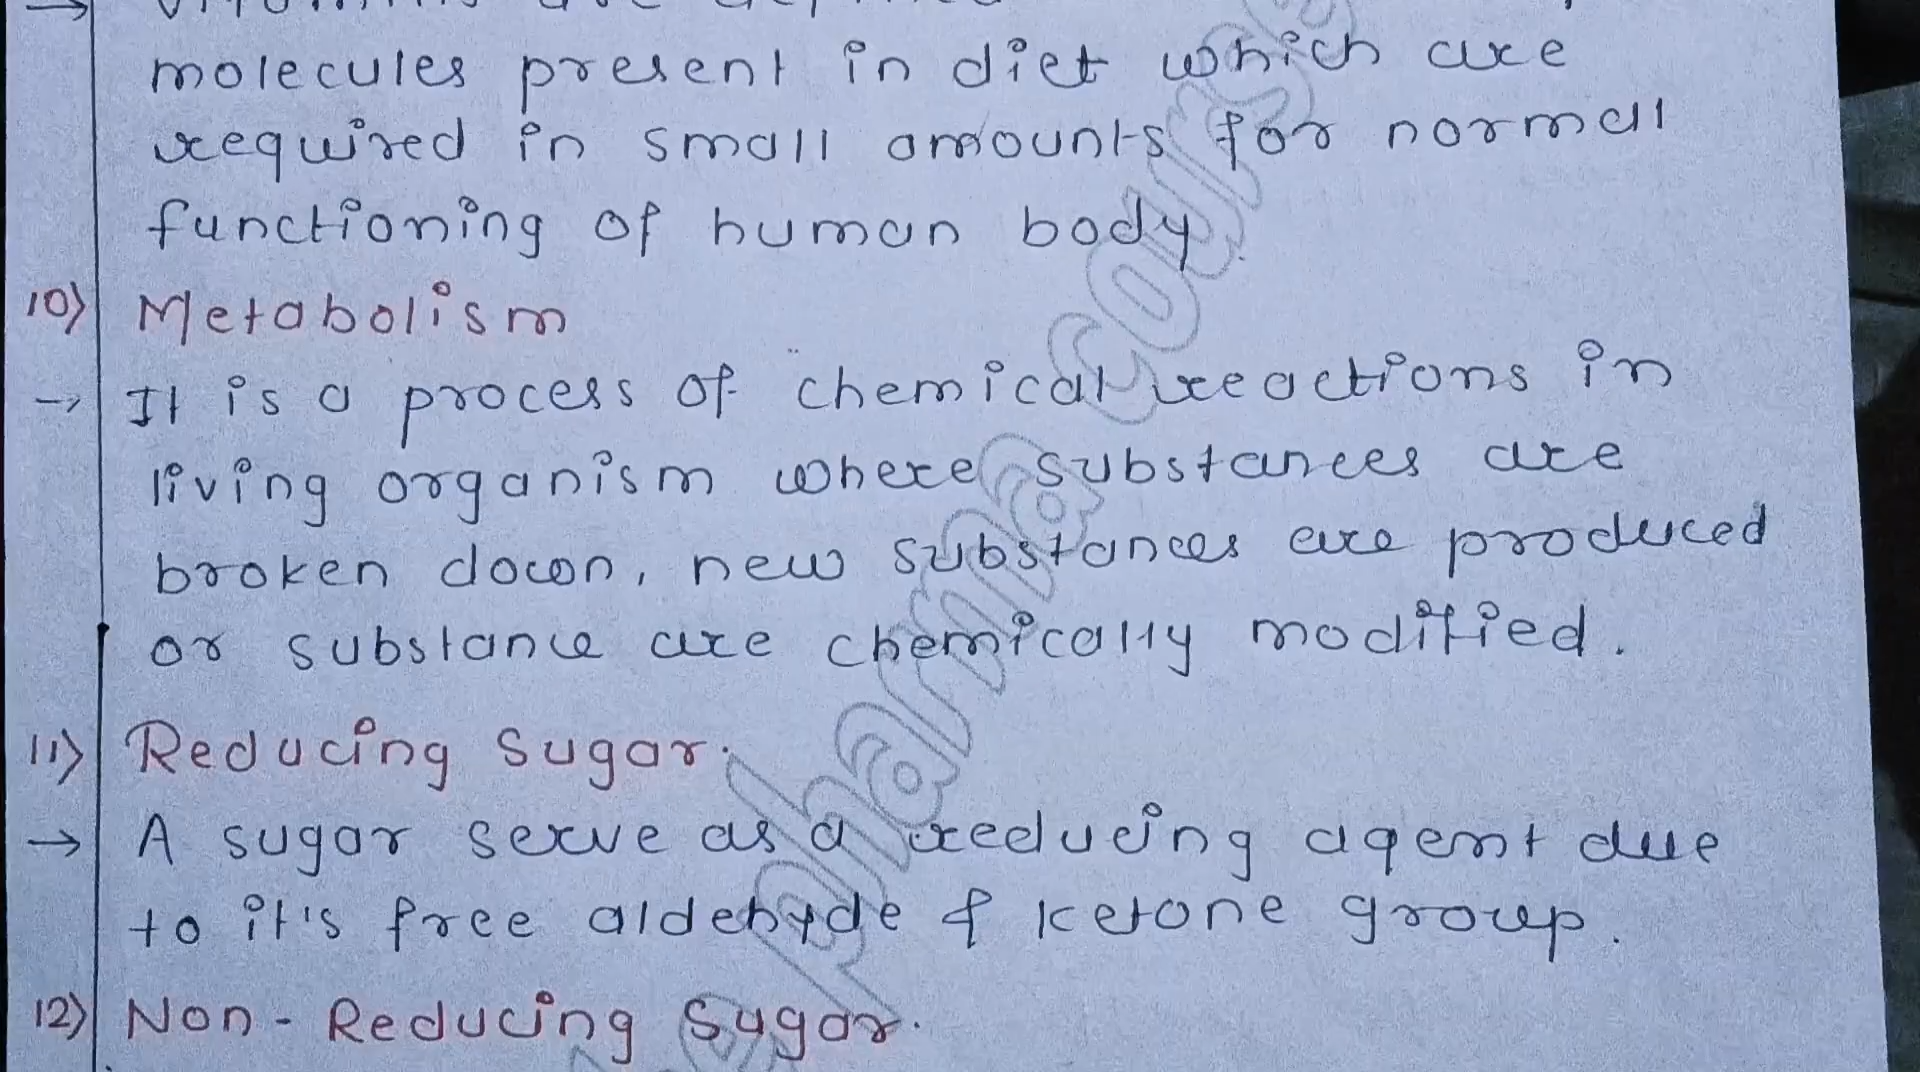 molecules present in diet which are
required in small amounts for normal
functioning of human body
10) Metabolism
→ It is a process of chemical reactions in
living organism where substances are
broken down, new substances are produced
or substance are chemically modified.
11) Reducing Sugar.
→ A sugar serve as a reducing agent due
to it's free aldehyde & ketone group.
12) Non-Reducing Sugar.